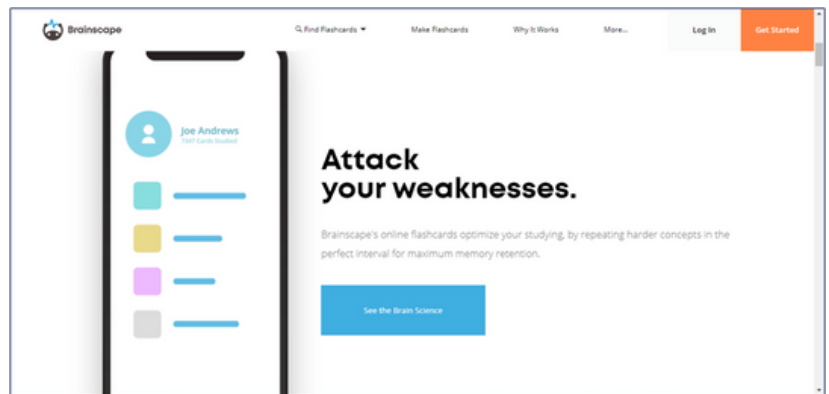 Brainscape
Find Flashcards
Make Flashcards
Why It Works
More...
Log In
Get Started
Joe Andrews
Cards Studied
Attack
your weaknesses.
Brainscape's online flashcards optimize your studying, by repeating harder concepts in the
perfect interval for maximum memory retention.
See the Brain Science